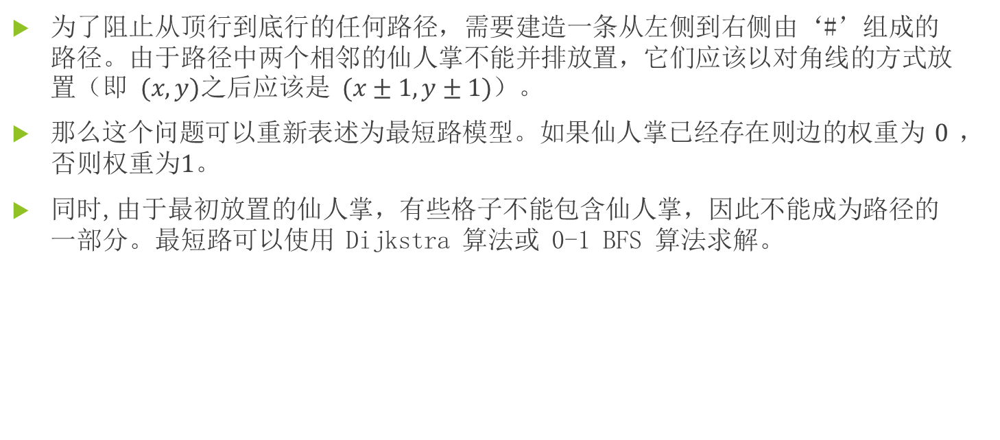 为了阻止从顶行到底行的任何路径，需要建造一条从左侧到右侧由‘#’组成的
路径。由于路径中两个相邻的仙人掌不能并排放置，它们应该以对角线的方式放
置（即 (x, y)之后应该是 (x ± 1, y ± 1)）。
那么这个问题可以重新表述为最短路模型。如果仙人掌已经存在则边的权重为 0 ，
否则权重为1。
同时,由于最初放置的仙人掌，有些格子不能包含仙人掌，因此不能成为路径的
一部分。最短路可以使用 Dijkstra 算法或 0-1 BFS 算法求解。